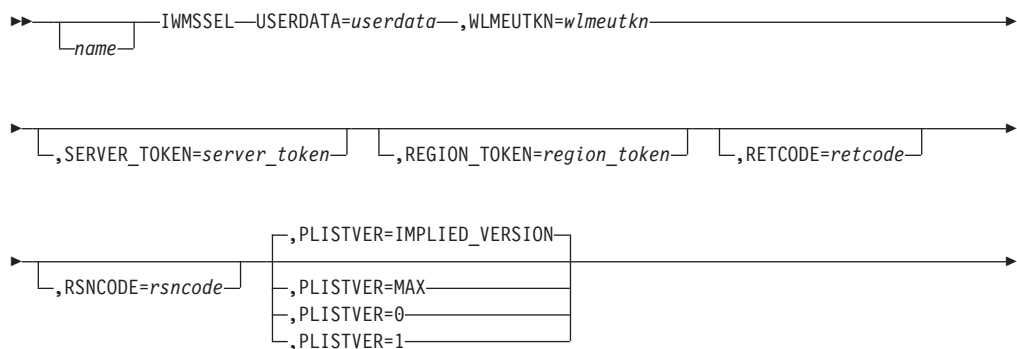 IWMSSEL USERDATA=userdata ,WLMEUTKN=wlmeutkn
name
,SERVER_TOKEN=server_token ,REGION_TOKEN=region_token ,RETCODE=retcode
,PLISTVER=IMPLIED_VERSION
,RSNCODE=rsncode ,PLISTVER=MAX
,PLISTVER=0
,PLISTVER=1